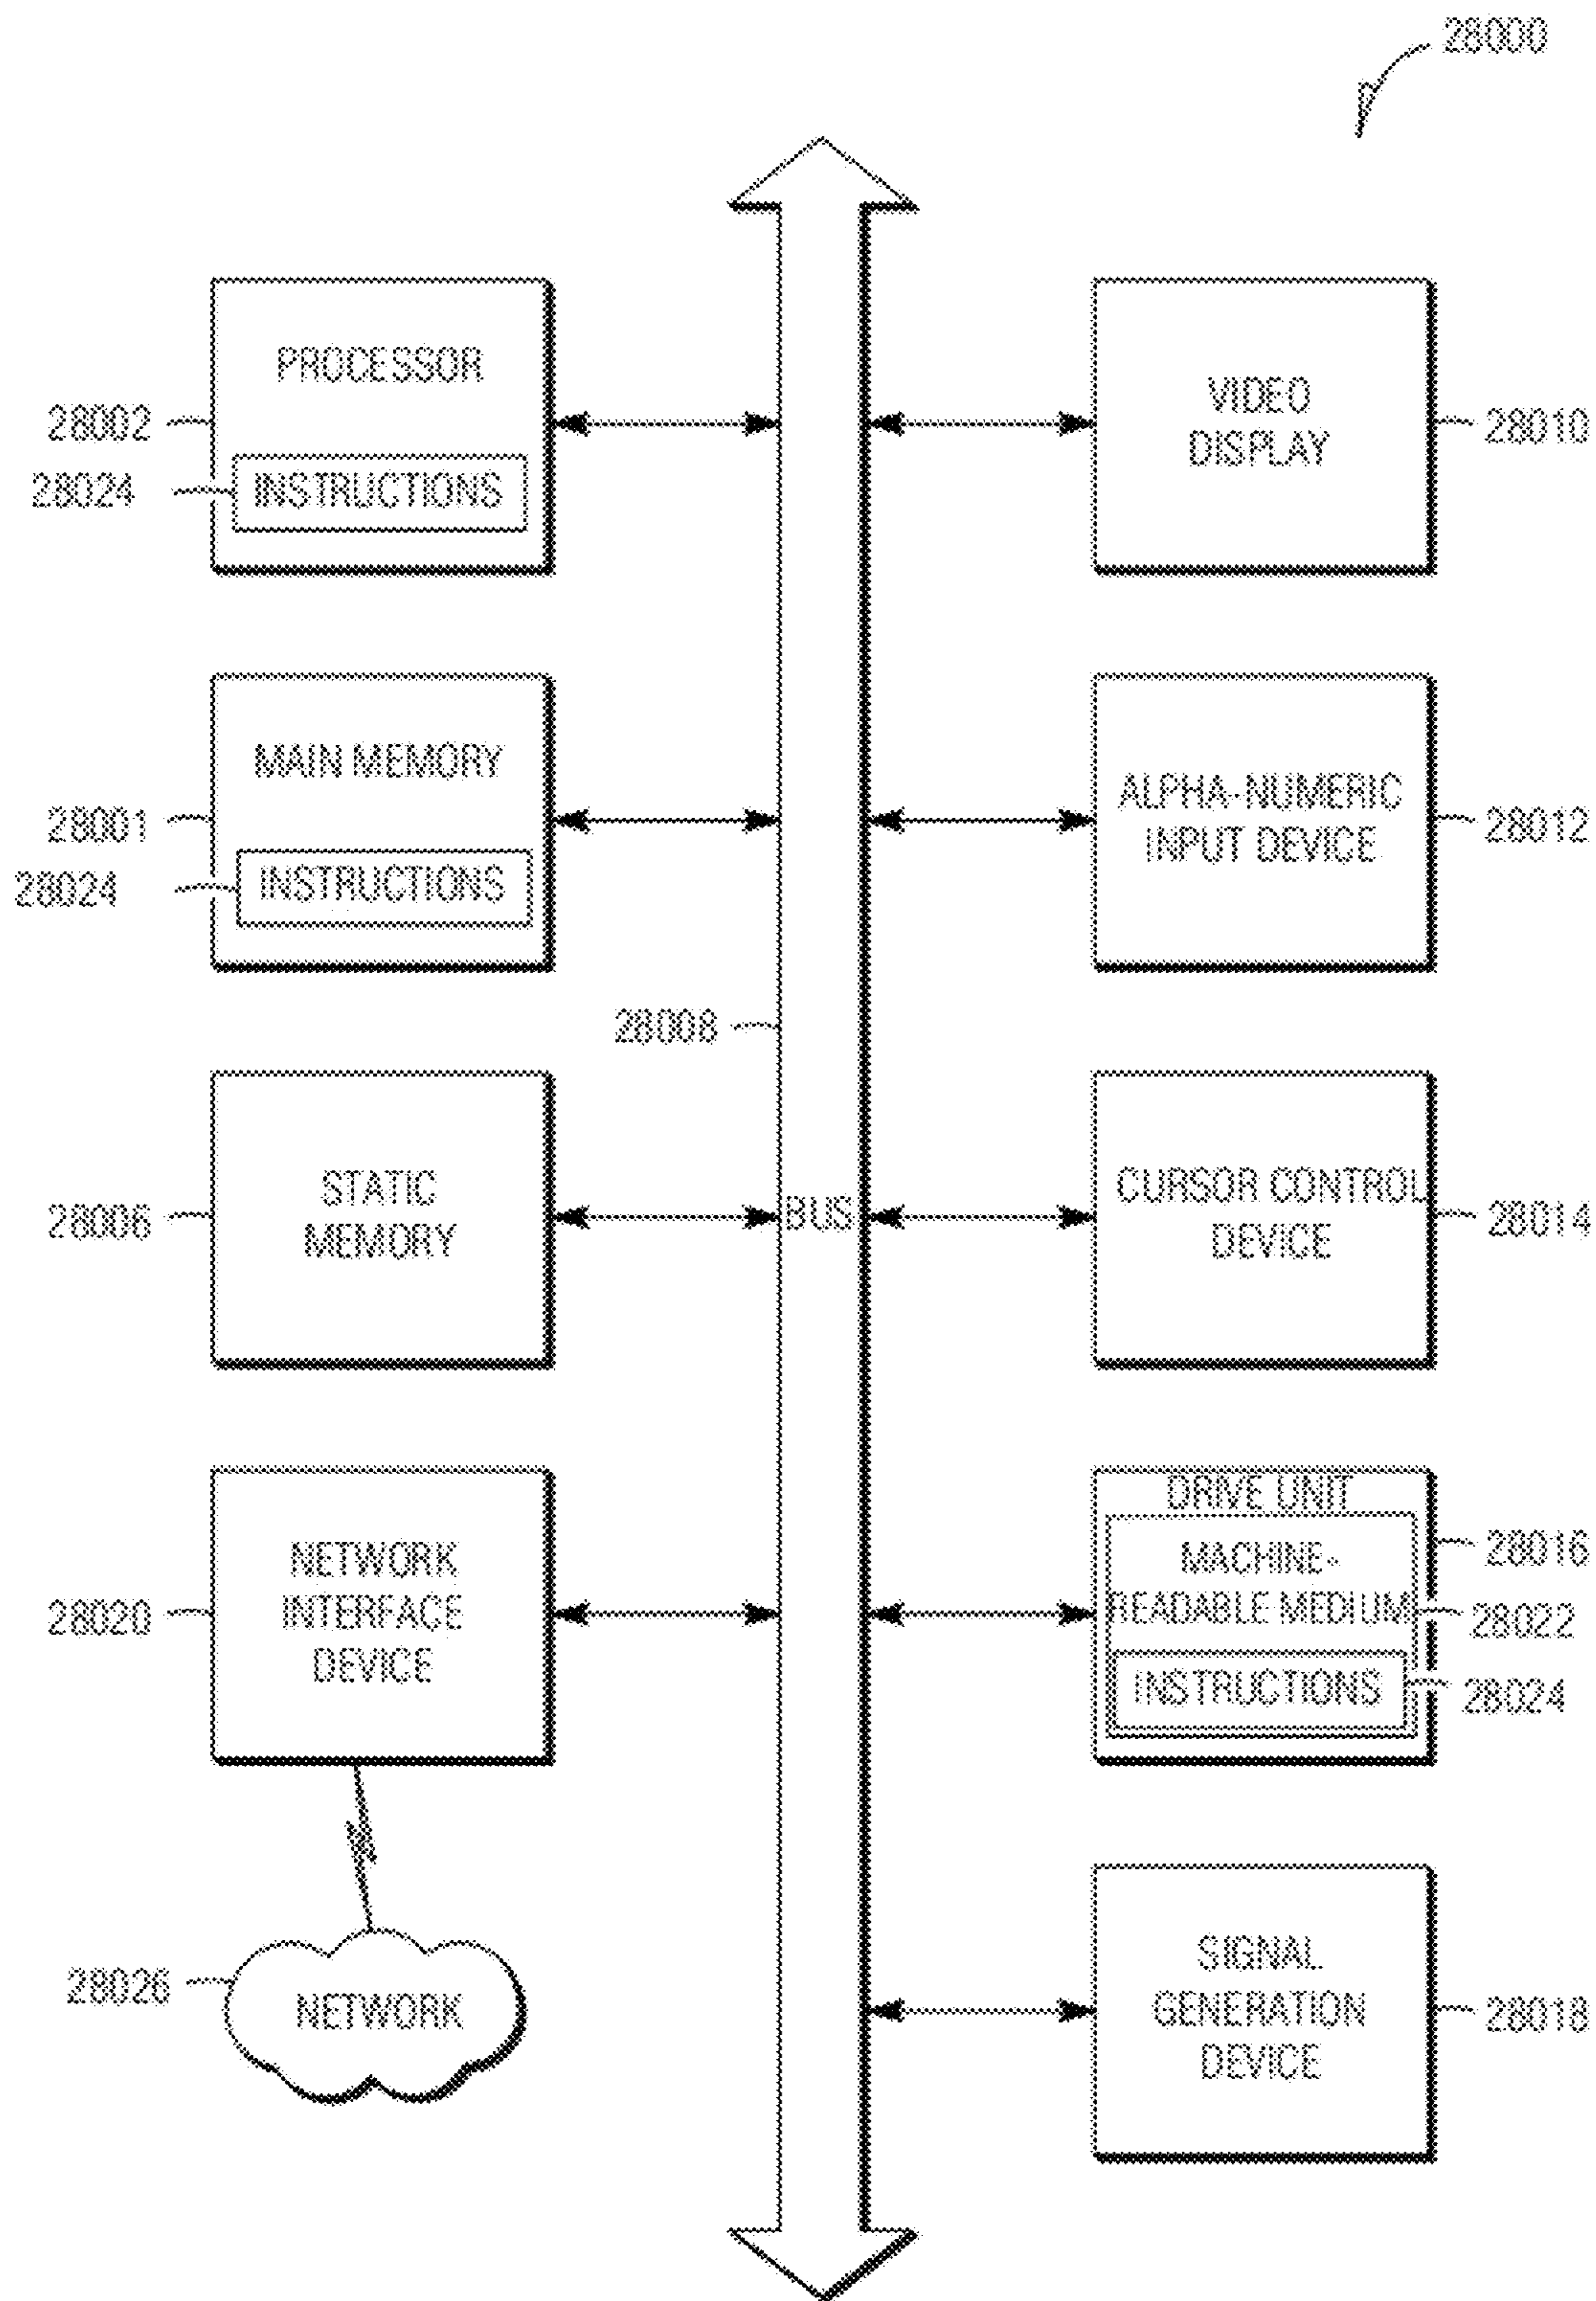 28000
PROCESSOR
28002
28024
INSTRUCTIONS
VIDEO
DISPLAY
28010
MAIN MEMORY
28001
28024
INSTRUCTIONS
ALPHA-NUMERIC
INPUT DEVICE
28012
28008
STATIC
MEMORY
28006
BUS
CURSOR CONTROL
DEVICE
28014
NETWORK
INTERFACE
DEVICE
28020
DRIVE UNIT
MACHINE-
READABLE MEDIUM
INSTRUCTIONS
28016
28022
28024
28026
NETWORK
SIGNAL
GENERATION
DEVICE
28018